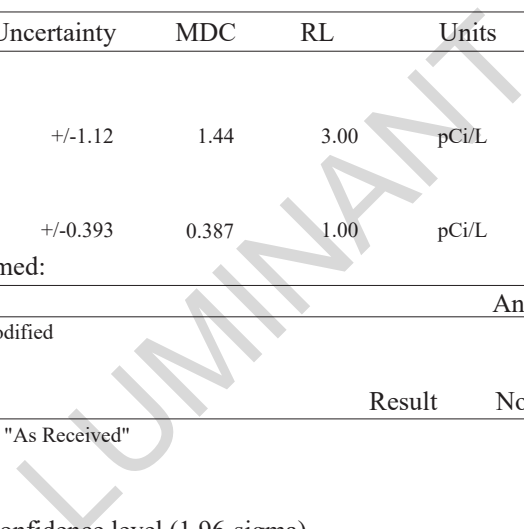 Uncertainty MDC RL Units
+/-1.12 1.44 3.00 pCi/L
+/-0.393 0.387 1.00 pCi/L
med:
An
odified
Result No
"As Received"
onfidence level (1.96-sigma)
LUMINANT